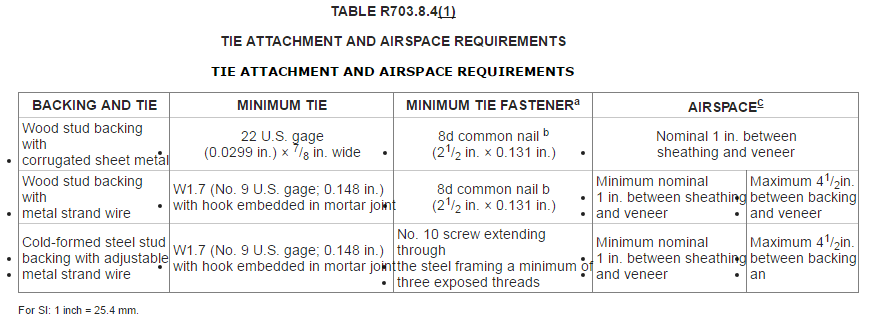 TABLE R703.8.4(1)
TIE ATTACHMENT AND AIRSPACE REQUIREMENTS
TIE ATTACHMENT AND AIRSPACE REQUIREMENTS
BACKING AND TIE
MINIMUM TIE
MINIMUM TIE FASTENERᵃ
AIRSPACEᶜ
Wood stud backing
with
• corrugated sheet metal
22 U.S. gage
• (0.0299 in.) × 7/8 in. wide
8d common nail ᵇ
• (2 1/2 in. × 0.131 in.)
Nominal 1 in. between
• sheathing and veneer
Wood stud backing
with
• metal strand wire
W1.7 (No. 9 U.S. gage; 0.148 in.)
• with hook embedded in mortar joint
8d common nail b
• (2 1/2 in. × 0.131 in.)
Minimum nominal
• 1 in. between sheathing
• and veneer
Maximum 4 1/2in.
• between backing
• and veneer
Cold-formed steel stud
• backing with adjustable
• metal strand wire
W1.7 (No. 9 U.S. gage; 0.148 in.)
• with hook embedded in mortar joint
No. 10 screw extending
through
• the steel framing a minimum of
• three exposed threads
Minimum nominal
• 1 in. between sheathing
• and veneer
Maximum 4 1/2in.
• between backing
• an
For SI: 1 inch = 25.4 mm.